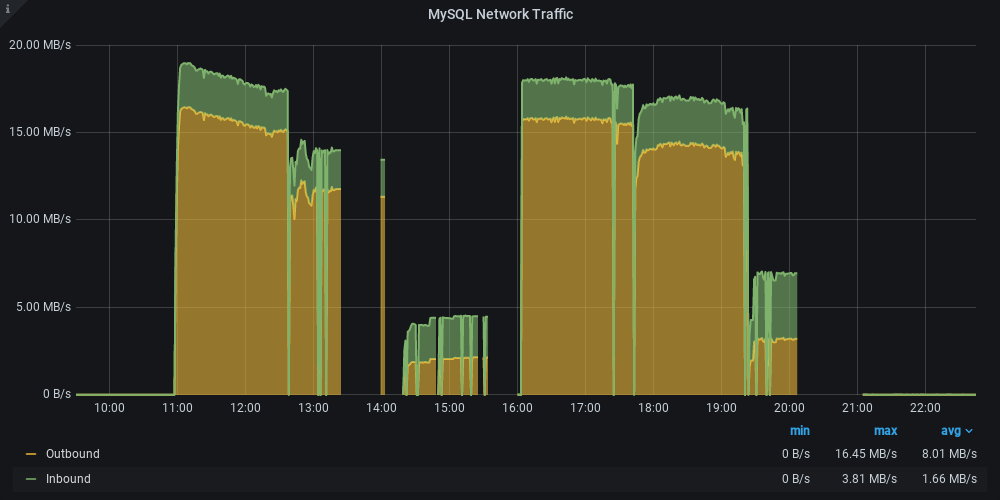 i
MySQL Network Traffic
20.00 MB/s
15.00 MB/s
10.00 MB/s
5.00 MB/s
0 B/s
10:00 11:00 12:00 13:00 14:00 15:00 16:00 17:00 18:00 19:00 20:00 21:00 22:00
min max avg
Outbound 0 B/s 16.45 MB/s 8.01 MB/s
Inbound 0 B/s 3.81 MB/s 1.66 MB/s